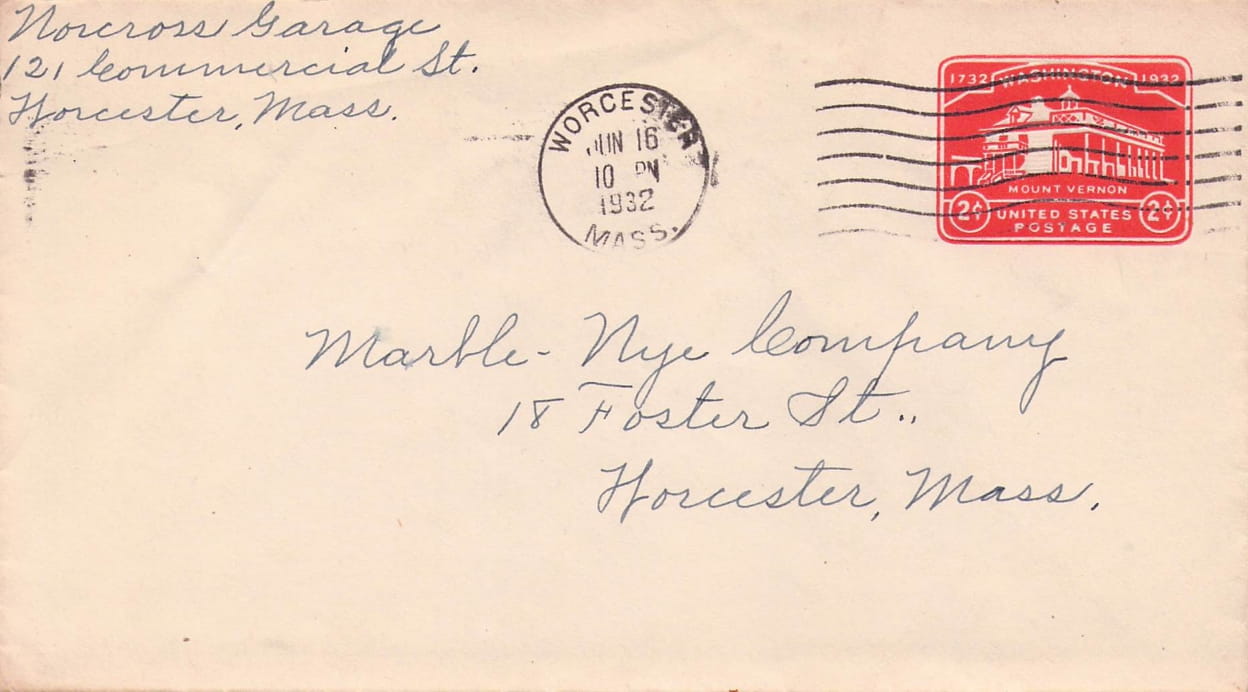 Norcross Garage
121 Commercial St.
Worcester, Mass.
WORCESTER
JUN 16
10 PM
1932
MASS.
1732 WASHINGTON 1932
MOUNT VERNON
2¢ UNITED STATES 2¢
POSTAGE
Marble-Nye Company
18 Foster St.,
Worcester, Mass.